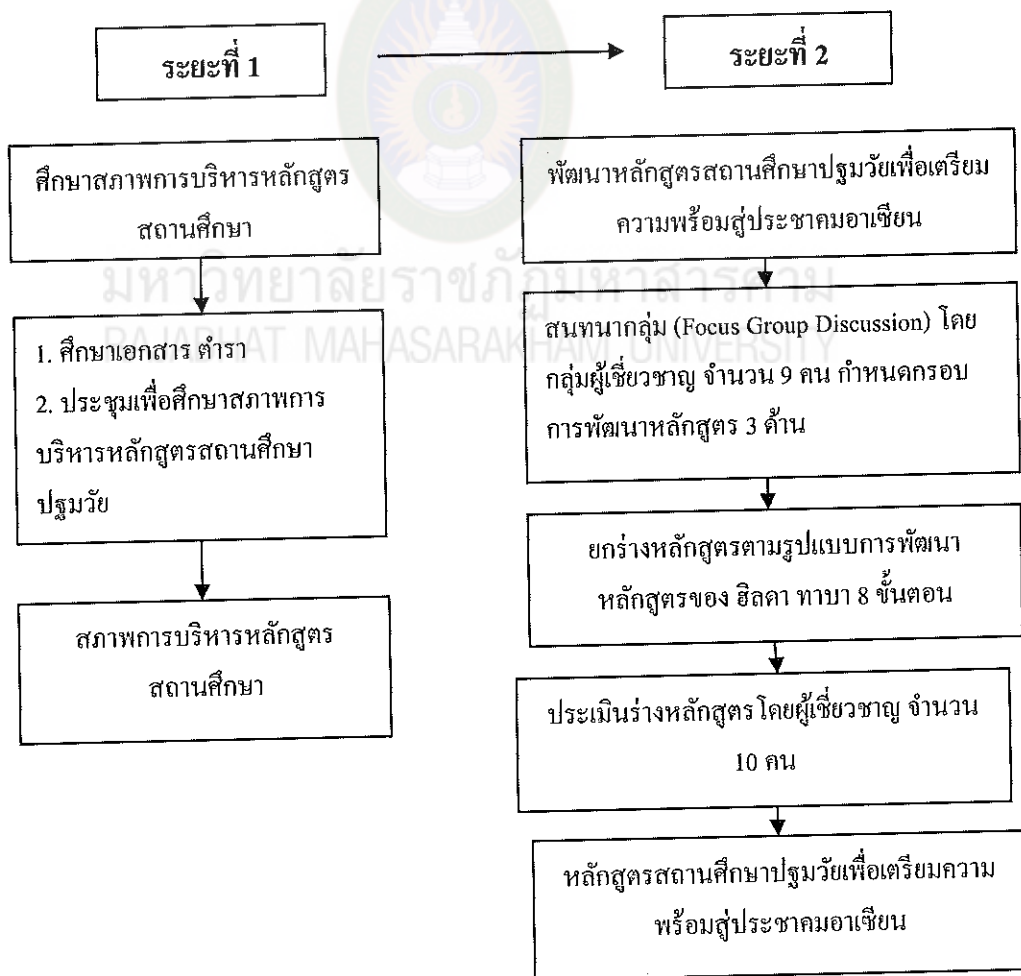 ระยะที่ 1
ระยะที่ 2
ศึกษาสภาพการบริหารหลักสูตร
สถานศึกษา
1. ศึกษาเอกสาร ตำรา
2. ประชุมเพื่อศึกษาสภาพการ
บริหารหลักสูตรสถานศึกษา
ปฐมวัย
สภาพการบริหารหลักสูตร
สถานศึกษา
พัฒนาหลักสูตรสถานศึกษาปฐมวัยเพื่อเตรียม
ความพร้อมสู่ประชาคมอาเซียน
สนทนากลุ่ม (Focus Group Discussion) โดย
กลุ่มผู้เชี่ยวชาญ จำนวน 9 คน กำหนดกรอบ
การพัฒนาหลักสูตร 3 ด้าน
ยกร่างหลักสูตรตามรูปแบบการพัฒนา
หลักสูตรของ ฮิลดา ทาบา 8 ขั้นตอน
ประเมินร่างหลักสูตรโดยผู้เชี่ยวชาญ จำนวน
10 คน
หลักสูตรสถานศึกษาปฐมวัยเพื่อเตรียมความ
พร้อมสู่ประชาคมอาเซียน
มหาวิทยาลัยราชภัฏมหาสารคาม
RAJABHAT MAHASARAKHAM UNIVERSITY